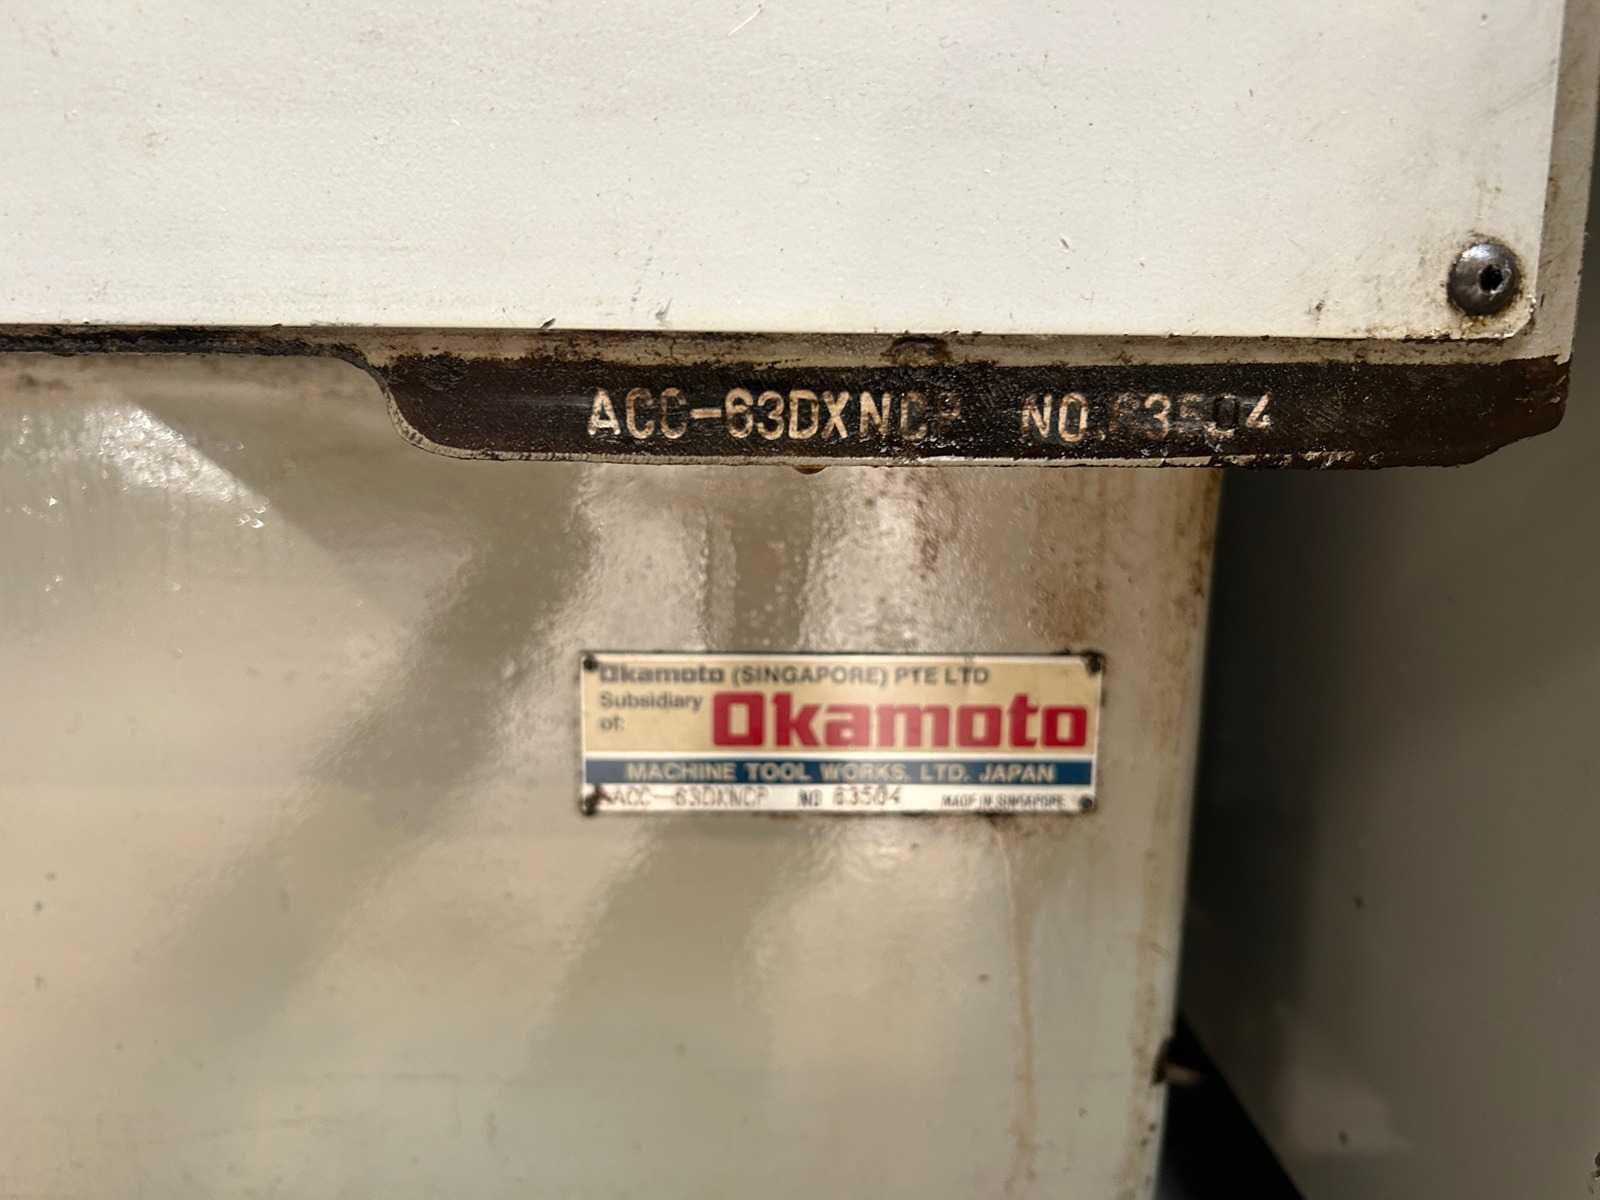 ACC-63DXNCP NO.63504
Okamoto (SINGAPORE) PTE LTD
Subsidiary of: Okamoto
MACHINE TOOL WORKS, LTD. JAPAN
ACC-63DXNCP NO 63504 MADE IN SINGAPORE